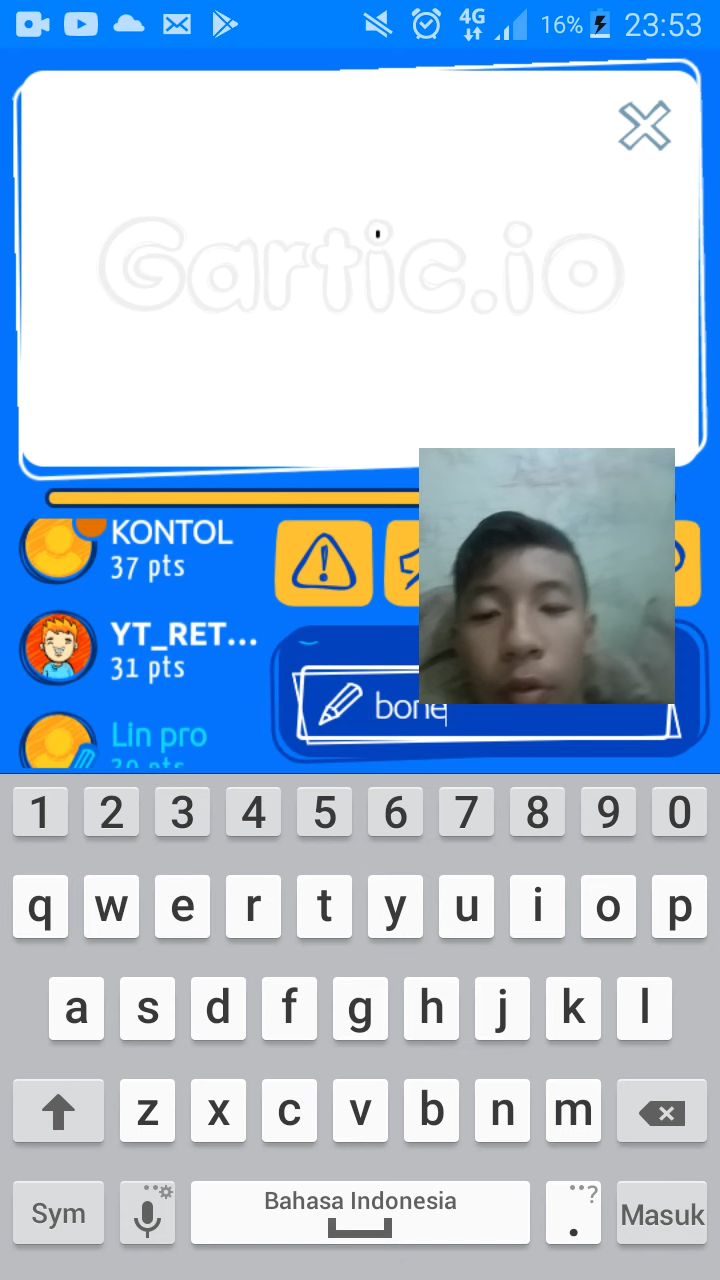 4G 16% 23:53
Gartic.io
KONTOL
37 pts
YT_RET...
31 pts
bone
Lin pro
1 2 3 4 5 6 7 8 9 0
q w e r t y u i o p
a s d f g h j k l
z x c v b n m
Sym Bahasa Indonesia ? . Masuk